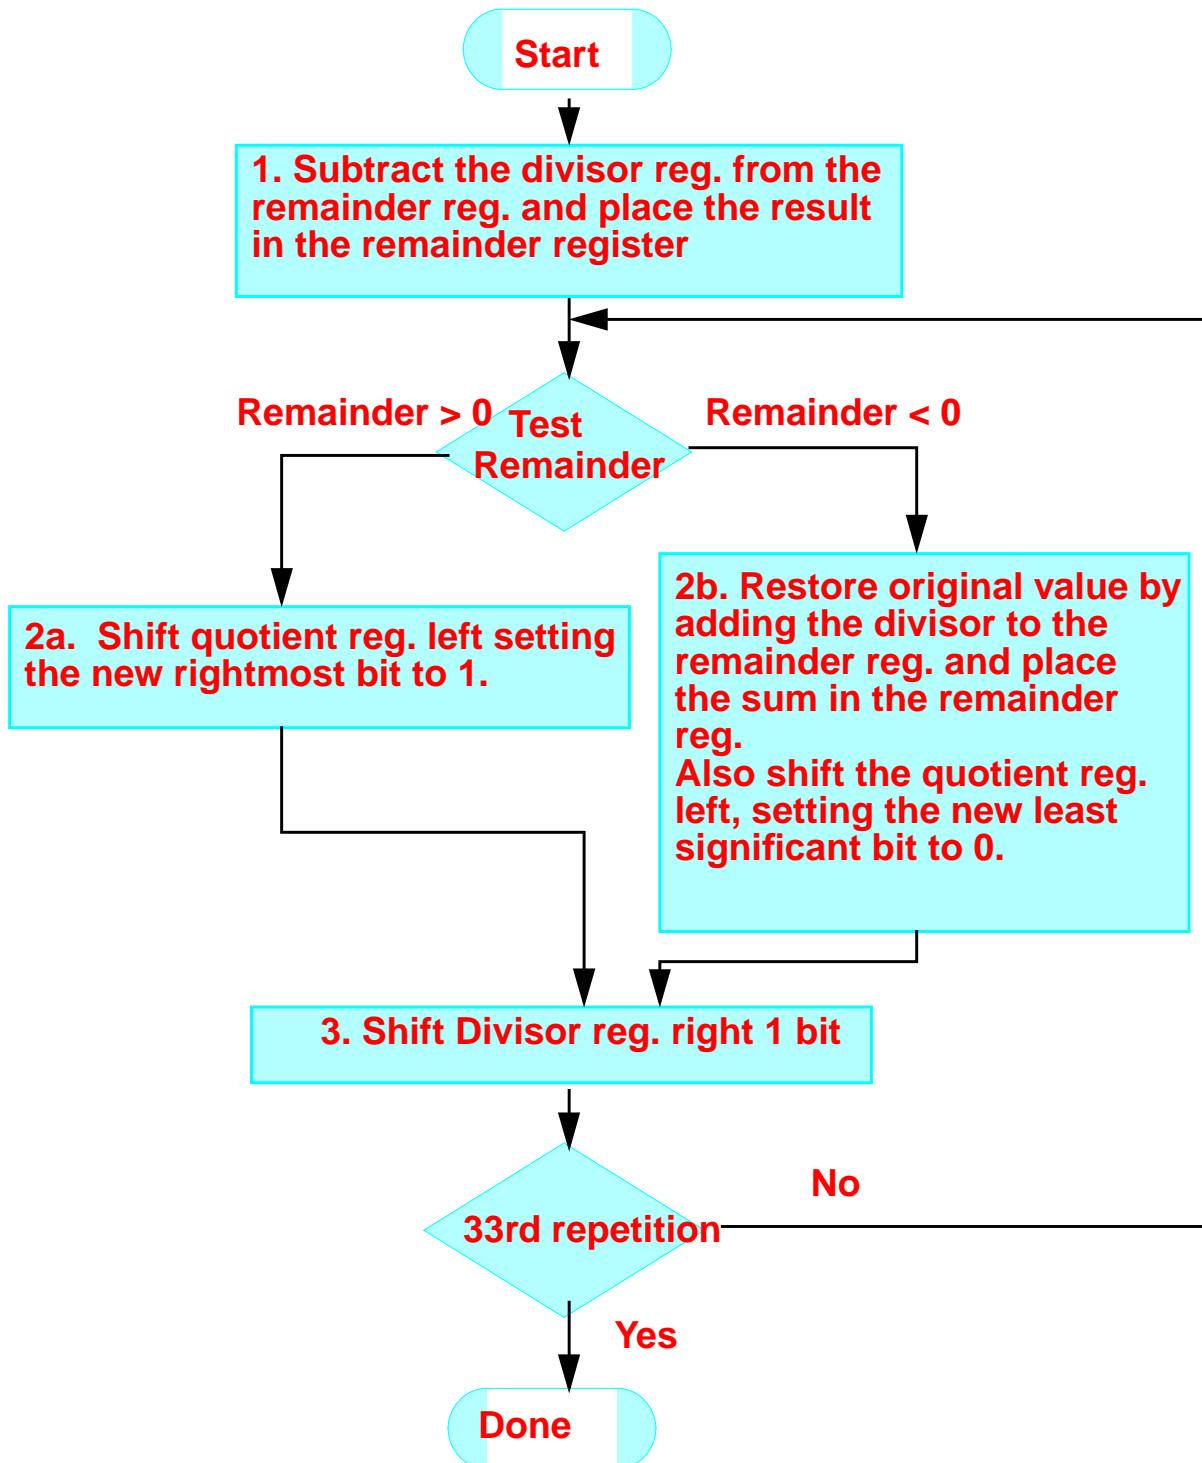 Start
1. Subtract the divisor reg. from the
remainder reg. and place the result
in the remainder register
Remainder > 0
Test
Remainder
Remainder < 0
2a. Shift quotient reg. left setting
the new rightmost bit to 1.
2b. Restore original value by
adding the divisor to the
remainder reg. and place
the sum in the remainder
reg.
Also shift the quotient reg.
left, setting the new least
significant bit to 0.
3. Shift Divisor reg. right 1 bit
33rd repetition
No
Yes
Done